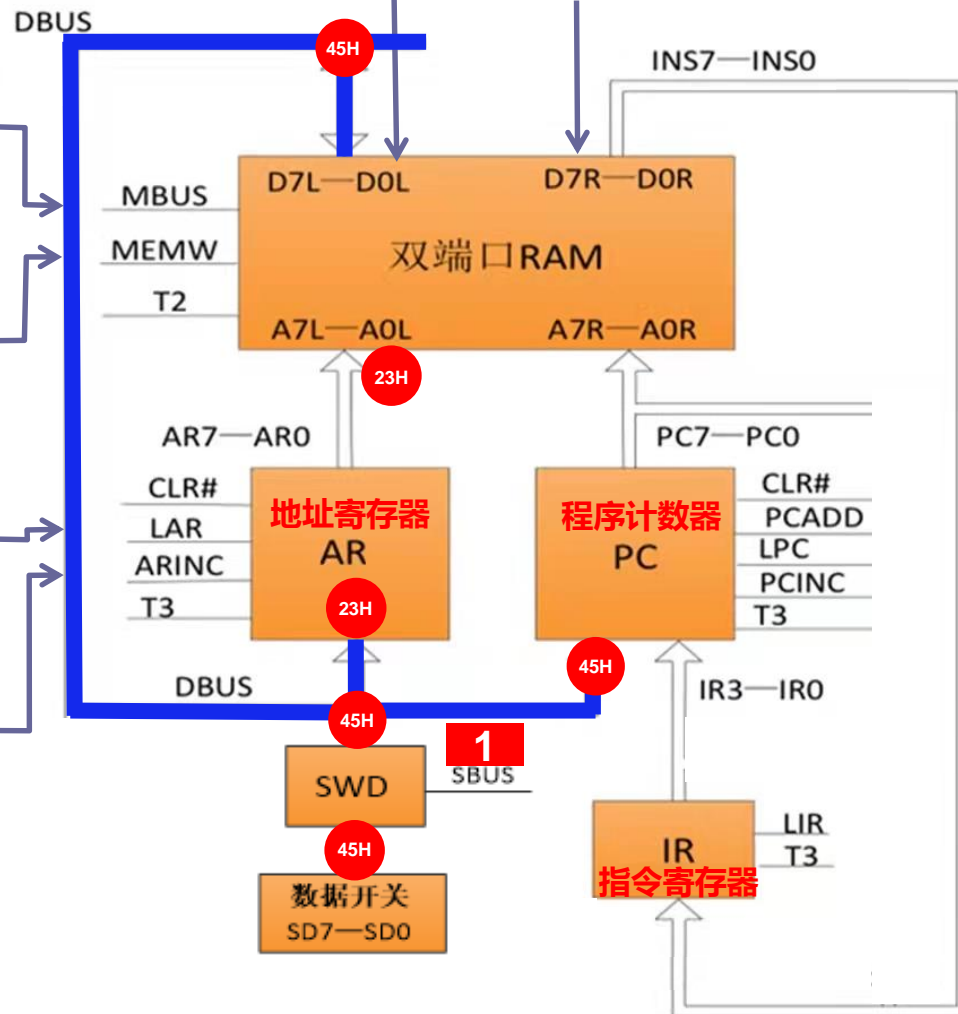 DBUS
45H
INS7—INS0
D7L—D0L
D7R—D0R
MBUS
双端口RAM
MEMW
T2
A7L—A0L
A7R—A0R
23H
AR7—AR0
PC7—PC0
CLR#
地址寄存器
程序计数器
CLR#
LAR
AR
PC
PCADD
ARINC
LPC
T3
23H
PCINC
T3
45H
DBUS
IR3—IR0
45H
1
SBUS
SWD
45H
IR
指令寄存器
LIR
T3
数据开关
SD7—SD0